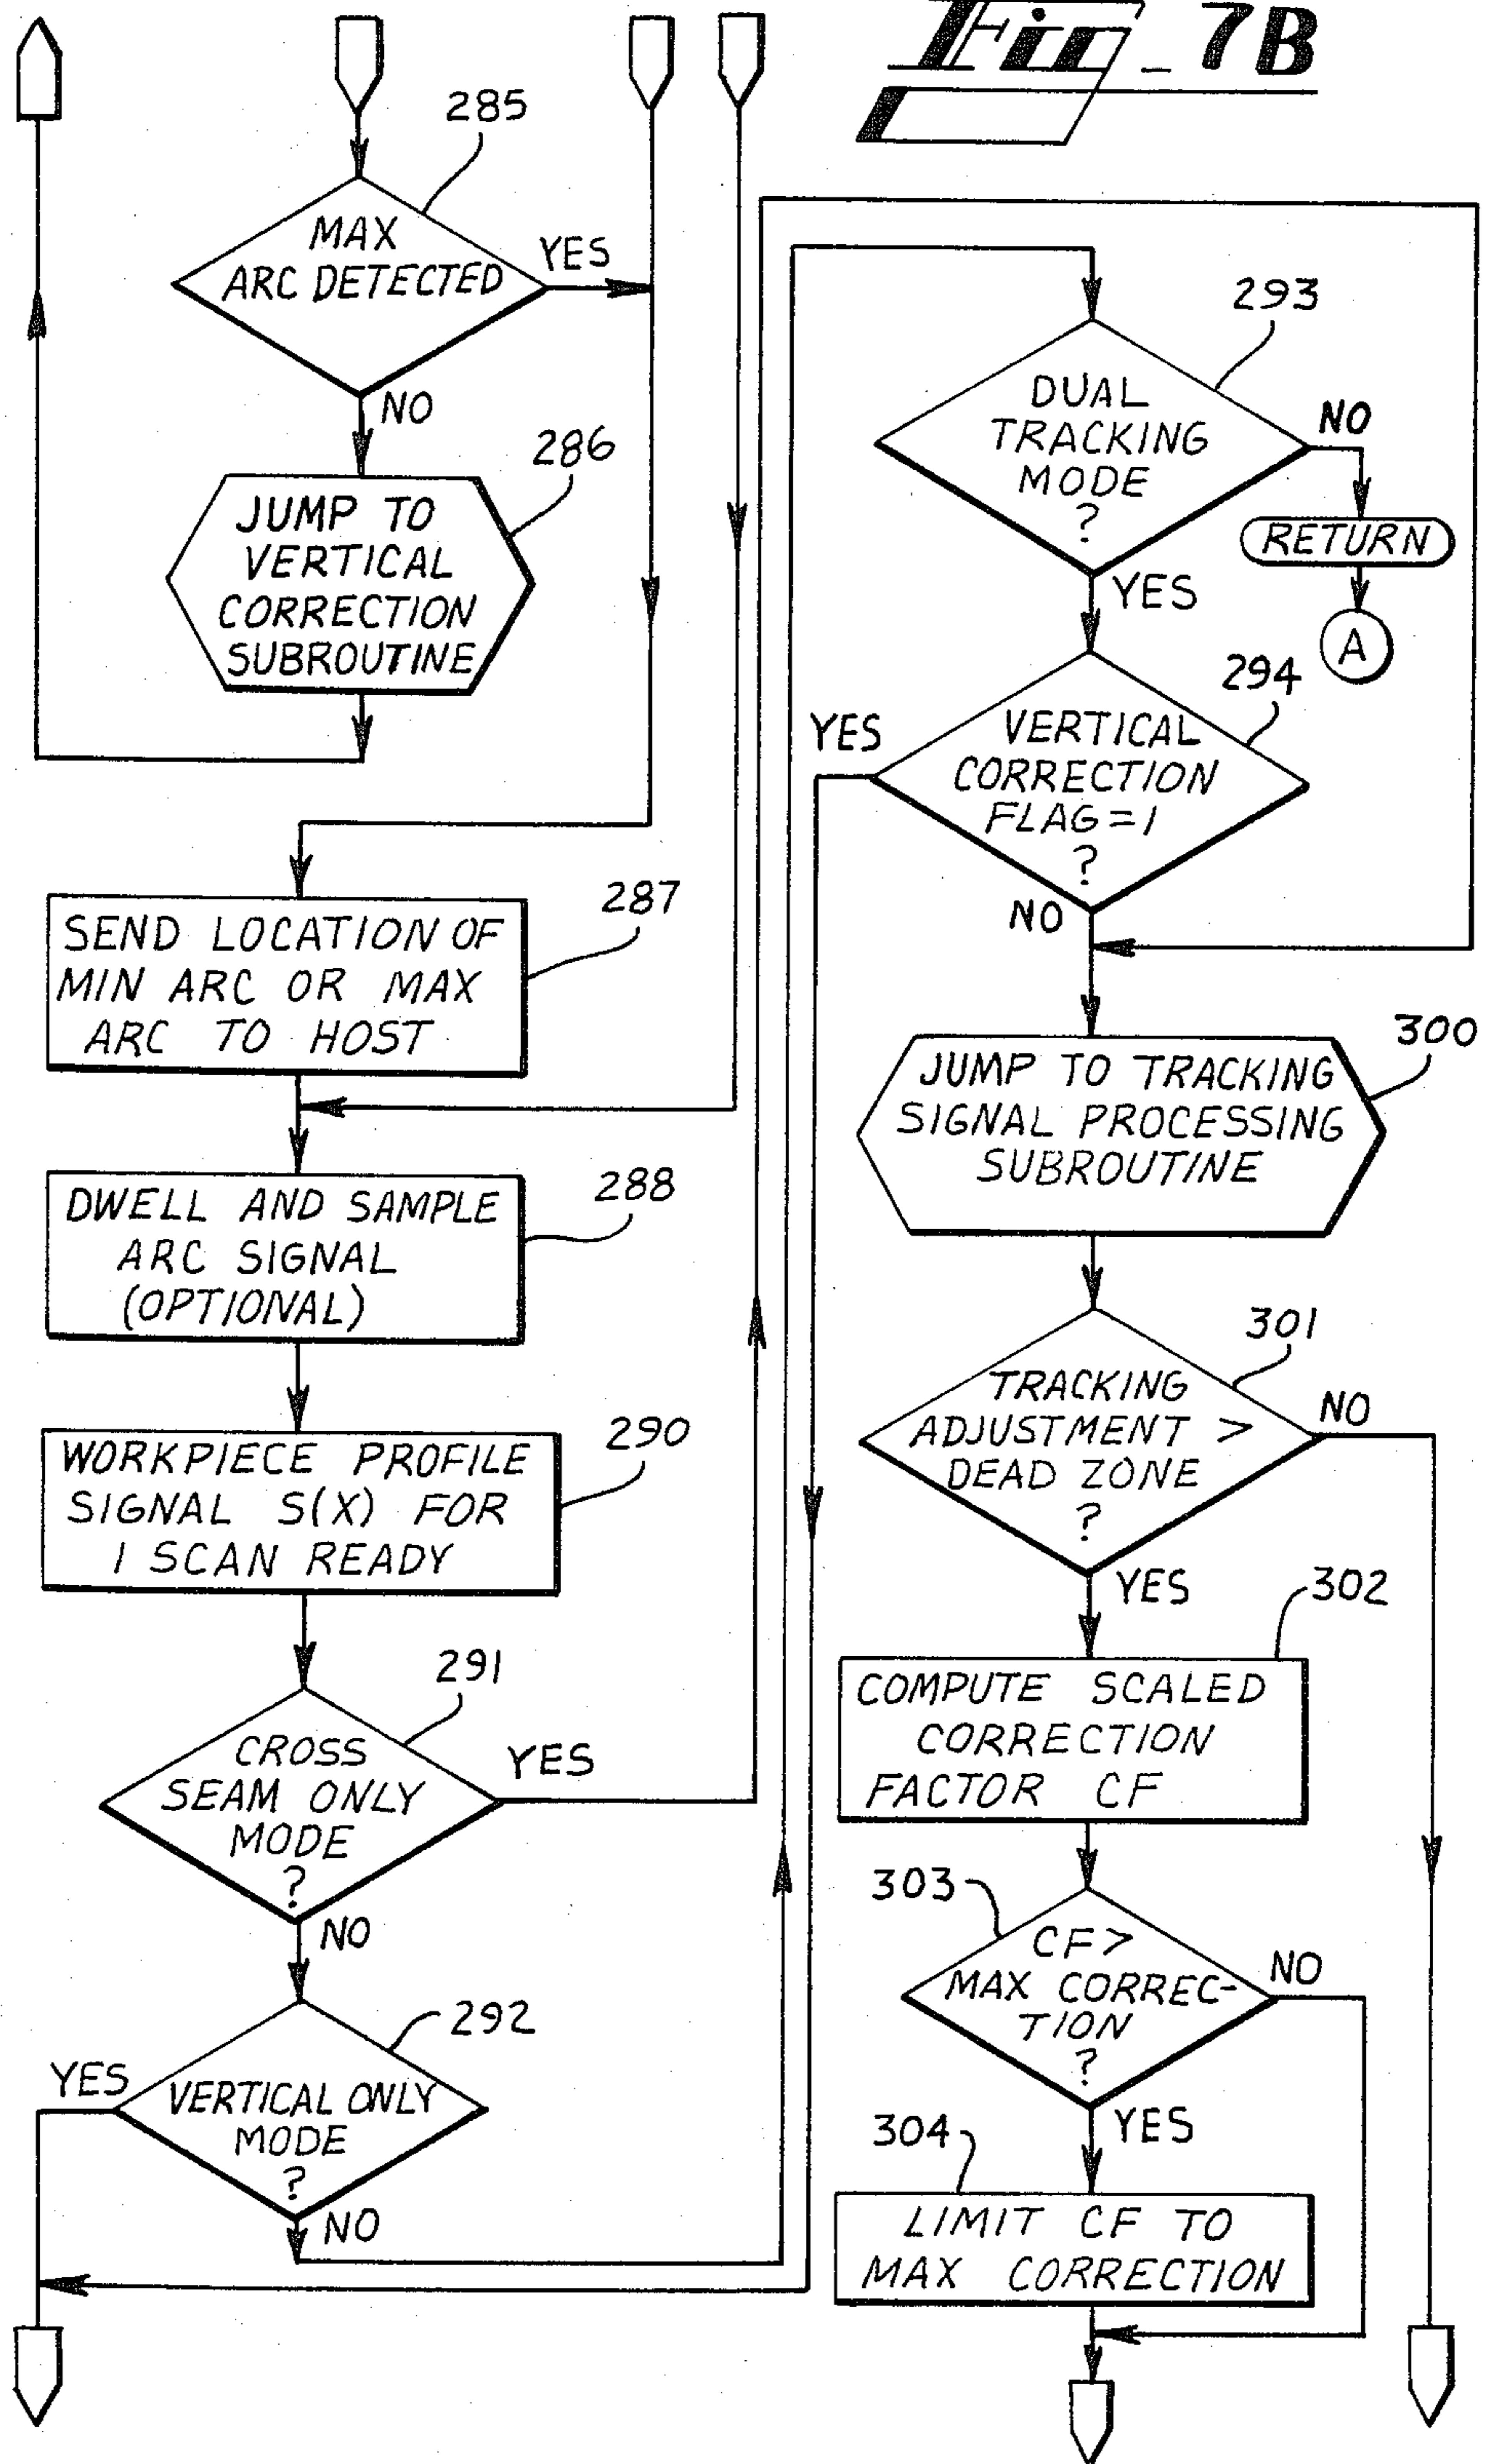 Fig_7B
285
MAX
ARC DETECTED
YES
NO
286
JUMP TO
VERTICAL
CORRECTION
SUBROUTINE
287
SEND LOCATION OF
MIN ARC OR MAX
ARC TO HOST
288
DWELL AND SAMPLE
ARC SIGNAL
(OPTIONAL)
290
WORKPIECE PROFILE
SIGNAL S(X) FOR
1 SCAN READY
291
CROSS
SEAM ONLY
MODE
?
YES
NO
292
YES
VERTICAL ONLY
MODE
?
NO
293
DUAL
TRACKING
MODE
?
NO
RETURN
A
YES
294
YES
VERTICAL
CORRECTION
FLAG=1
?
NO
300
JUMP TO TRACKING
SIGNAL PROCESSING
SUBROUTINE
301
TRACKING
ADJUSTMENT >
DEAD ZONE
?
NO
YES
302
COMPUTE SCALED
CORRECTION
FACTOR CF
303
CF>
MAX CORREC-
TION
?
NO
YES
304
LIMIT CF TO
MAX CORRECTION